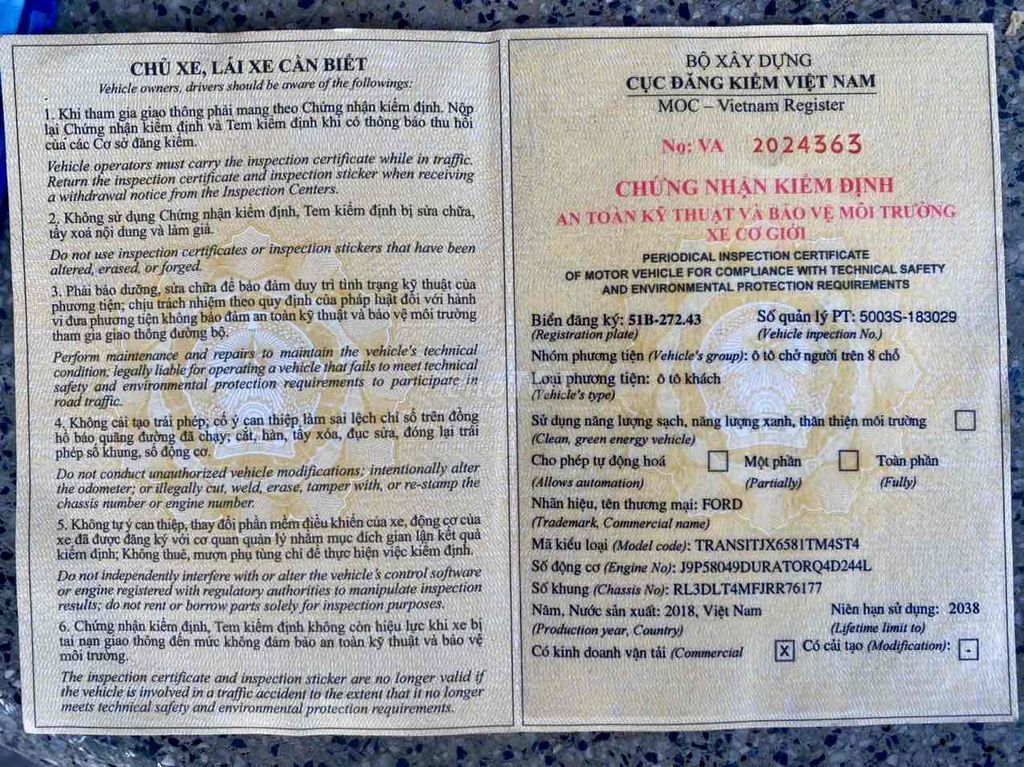 CHỦ XE, LÁI XE CẦN BIẾT
Vehicle owners, drivers should be aware of the followings:
1. Khi tham gia giao thông phải mang theo Chứng nhận kiểm định. Nộp
lại Chứng nhận kiểm định và Tem kiểm định khi có thông báo thu hồi
của các Cơ sở đăng kiểm.
Vehicle operators must carry the inspection certificate while in traffic.
Return the inspection certificate and inspection sticker when receiving
a withdrawal notice from the Inspection Centers.
2. Không sử dụng Chứng nhận kiểm định, Tem kiểm định bị sửa chữa,
tẩy xoá nội dung và làm giả.
Do not use inspection certificates or inspection stickers that have been
altered, erased, or forged.
3. Phải bảo dưỡng, sửa chữa để bảo đảm duy trì tình trạng kỹ thuật của
phương tiện; chịu trách nhiệm theo quy định của pháp luật đối với hành
vi đưa phương tiện không bảo đảm an toàn kỹ thuật và bảo vệ môi trường
tham gia giao thông đường bộ.
Perform maintenance and repairs to maintain the vehicle's technical
condition; legally liable for operating a vehicle that fails to meet technical
safety and environmental protection requirements to participate in
road traffic.
4. Không cải tạo trái phép; cố ý can thiệp làm sai lệch chỉ số trên đồng
hồ báo quãng đường đã chạy; cắt, hàn, tẩy xóa, đục sửa, đóng lại trái
phép số khung, số động cơ.
Do not conduct unauthorized vehicle modifications; intentionally alter
the odometer; or illegally cut, weld, erase, tamper with, or re-stamp the
chassis number or engine number.
5. Không tự ý can thiệp, thay đổi phần mềm điều khiển của xe, động cơ của
xe đã được đăng ký với cơ quan quản lý nhằm mục đích gian lận kết quả
kiểm định; Không thuê, mượn phụ tùng chỉ để thực hiện việc kiểm định.
Do not independently interfere with or alter the vehicle's control software
or engine registered with regulatory authorities to manipulate inspection
results; do not rent or borrow parts solely for inspection purposes.
6. Chứng nhận kiểm định, Tem kiểm định không còn hiệu lực khi xe bị
tai nạn giao thông đến mức không đảm bảo an toàn kỹ thuật và bảo vệ
môi trường.
The inspection certificate and inspection sticker are no longer valid if
the vehicle is involved in a traffic accident to the extent that it no longer
meets technical safety and environmental protection requirements.
BỘ XÂY DỰNG
CỤC ĐĂNG KIỂM VIỆT NAM
MOC – Vietnam Register
No: VA 2024363
CHỨNG NHẬN KIỂM ĐỊNH
AN TOÀN KỸ THUẬT VÀ BẢO VỆ MÔI TRƯỜNG
XE CƠ GIỚI
PERIODICAL INSPECTION CERTIFICATE
OF MOTOR VEHICLE FOR COMPLIANCE WITH TECHNICAL SAFETY
AND ENVIRONMENTAL PROTECTION REQUIREMENTS
Biển đăng ký: 51B-272.43 Số quản lý PT: 5003S-183029
(Registration plate) (Vehicle inpection No.)
Nhóm phương tiện (Vehicle's group): ô tô chở người trên 8 chỗ
Loại phương tiện: ô tô khách
(Vehicle's type)
Sử dụng năng lượng sạch, năng lượng xanh, thân thiện môi trường
(Clean, green energy vehicle)
Cho phép tự động hoá Một phần Toàn phần
(Allows automation) (Partially) (Fully)
Nhãn hiệu, tên thương mại: FORD
(Trademark, Commercial name)
Mã kiểu loại (Model code): TRANSITJX6581TM4ST4
Số động cơ (Engine No): J9P58049DURATORQ4D244L
Số khung (Chassis No): RL3DLT4MFJRR76177
Năm, Nước sản xuất: 2018, Việt Nam Niên hạn sử dụng: 2038
(Production year, Country) (Lifetime limit to)
Có kinh doanh vận tải (Commercial X Có cải tạo (Modification): -